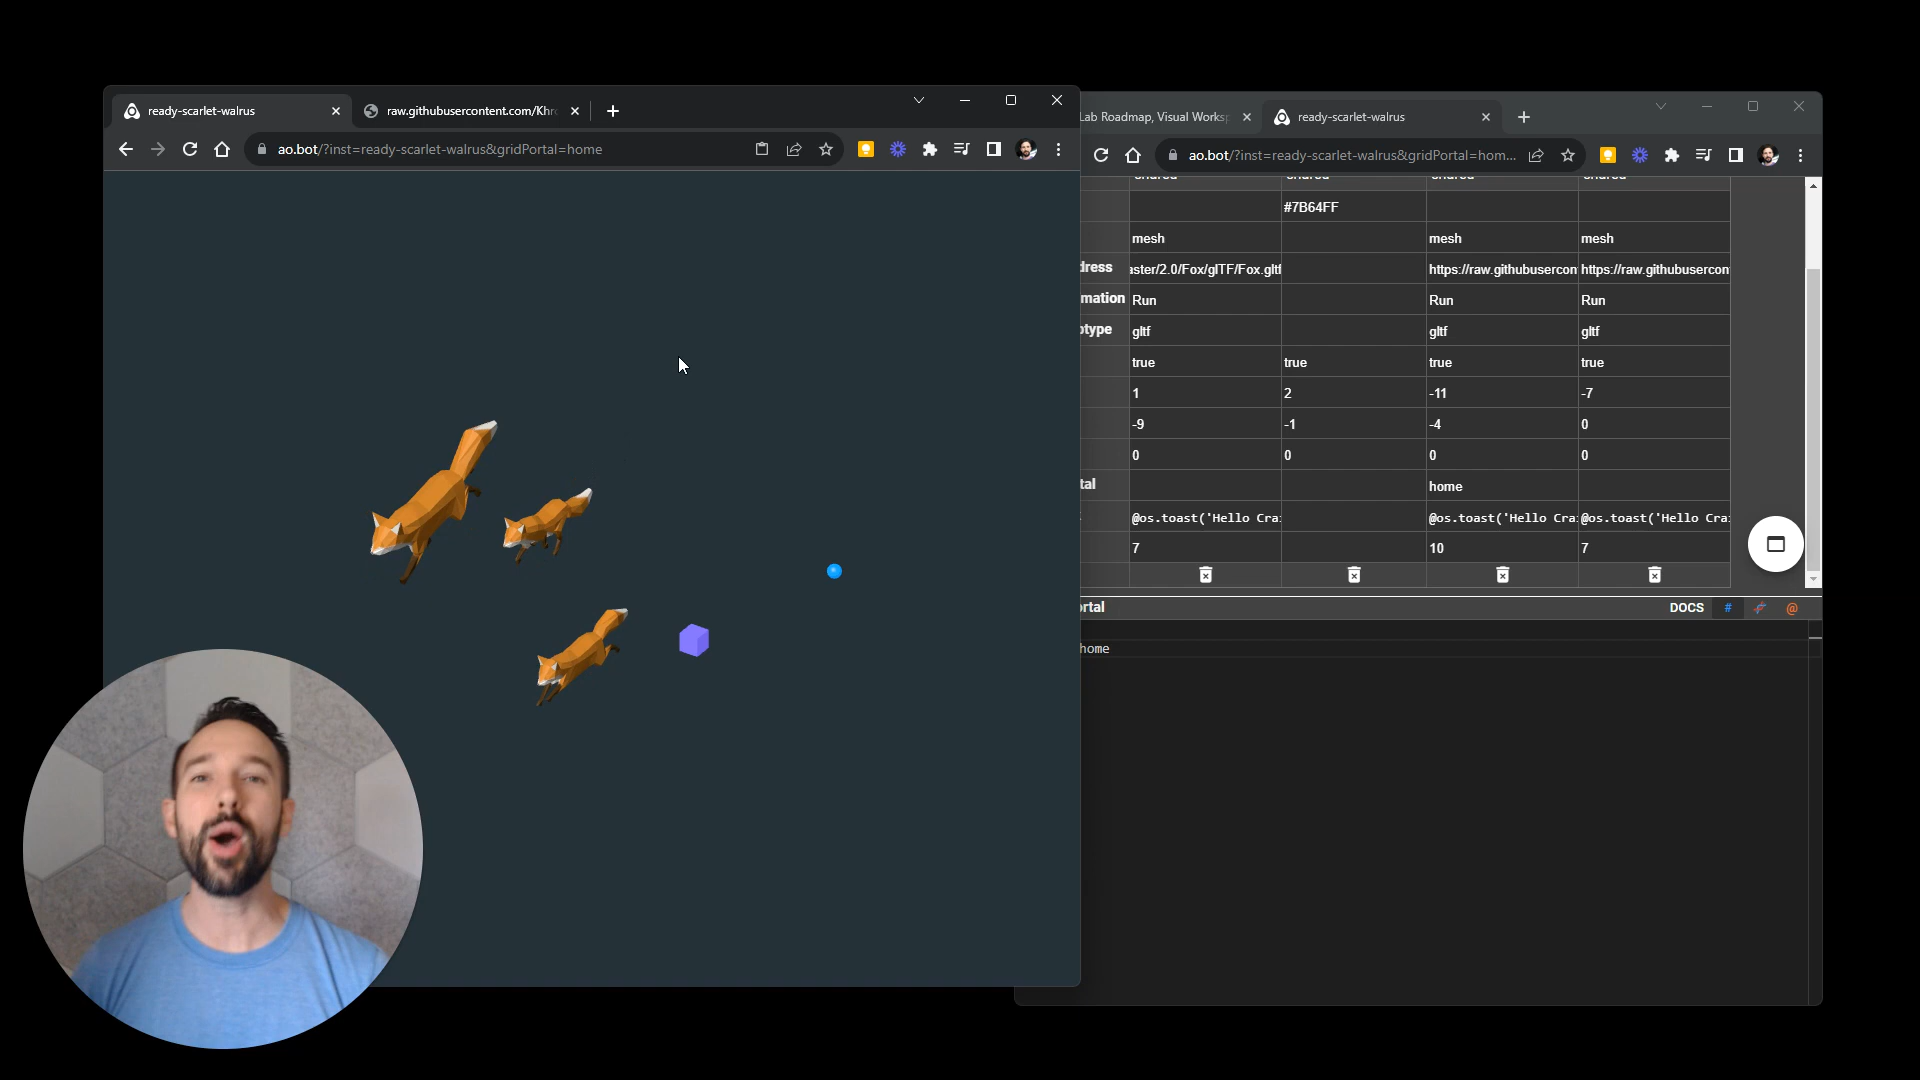 ready-scarlet-walrus
raw.githubusercontent.com/Khr
ao.bot/?inst=ready-scarlet-walrus&gridPortal=home
Lab Roadmap, Visual Worksp
ready-scarlet-walrus
ao.bot/?inst=ready-scarlet-walrus&gridPortal=hom...
#7B64FF
mesh mesh mesh
dress aster/2.0/Fox/glTF/Fox.gltf https://raw.githubusercon https://raw.githubusercon
mation Run Run Run
otype gltf gltf gltf
true true true true
1 2 -11 -7
-9 -1 -4 0
0 0 0 0
tal home
@os.toast('Hello Cra: @os.toast('Hello Cra: @os.toast('Hello Cra:
7 10 7
ortal DOCS # @
home